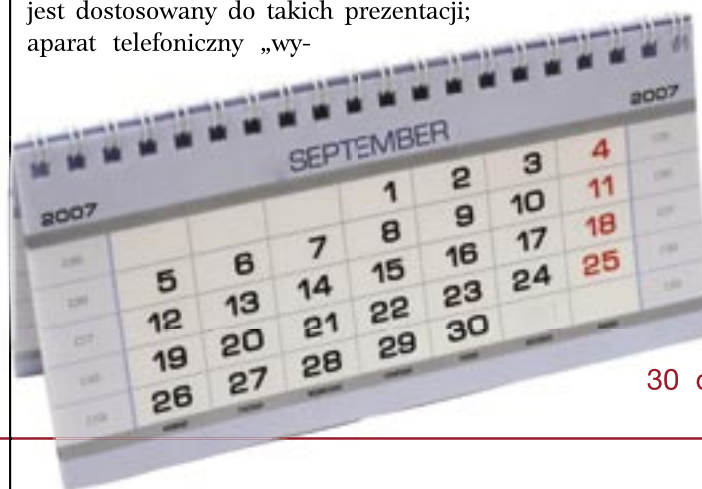 jest dostosowany do takich prezentacji;
aparat telefoniczny „wy-
2007
SEPTEMBER
2007
1 2 3 4
5 6 7 8 9 10 11
12 13 14 15 16 17 18
19 20 21 22 23 24 25
26 27 28 29 30
30